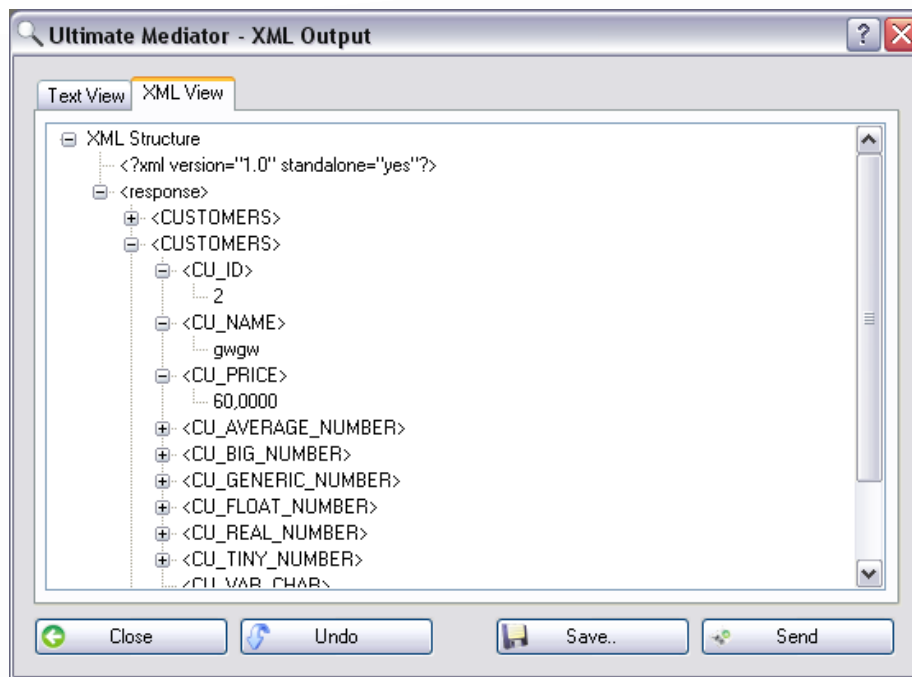 Ultimate Mediator - XML Output
Text View XML View
XML Structure
<?xml version="1.0" standalone="yes"?>
<response>
<CUSTOMERS>
<CUSTOMERS>
<CU_ID>
2
<CU_NAME>
gwgw
<CU_PRICE>
60,0000
<CU_AVERAGE_NUMBER>
<CU_BIG_NUMBER>
<CU_GENERIC_NUMBER>
<CU_FLOAT_NUMBER>
<CU_REAL_NUMBER>
<CU_TINY_NUMBER>
<CU_VAR_CHAR>
Close Undo Save.. Send